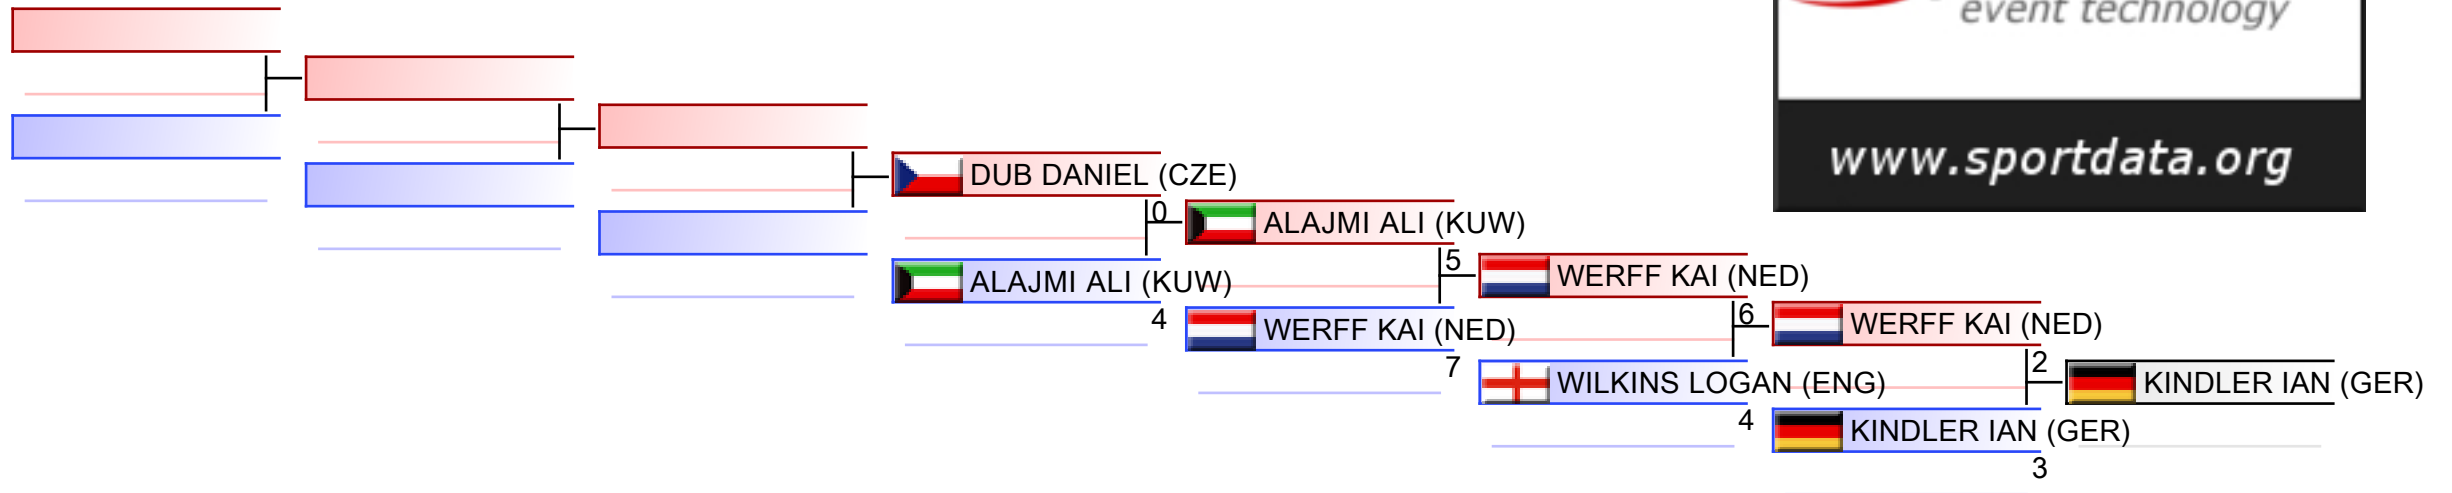 event technology
www.sportdata.org
DUB DANIEL (CZE)
0
ALAJMI ALI (KUW)
4
ALAJMI ALI (KUW)
5
WERFF KAI (NED)
7
WERFF KAI (NED)
6
WILKINS LOGAN (ENG)
4
WERFF KAI (NED)
2
KINDLER IAN (GER)
3
KINDLER IAN (GER)